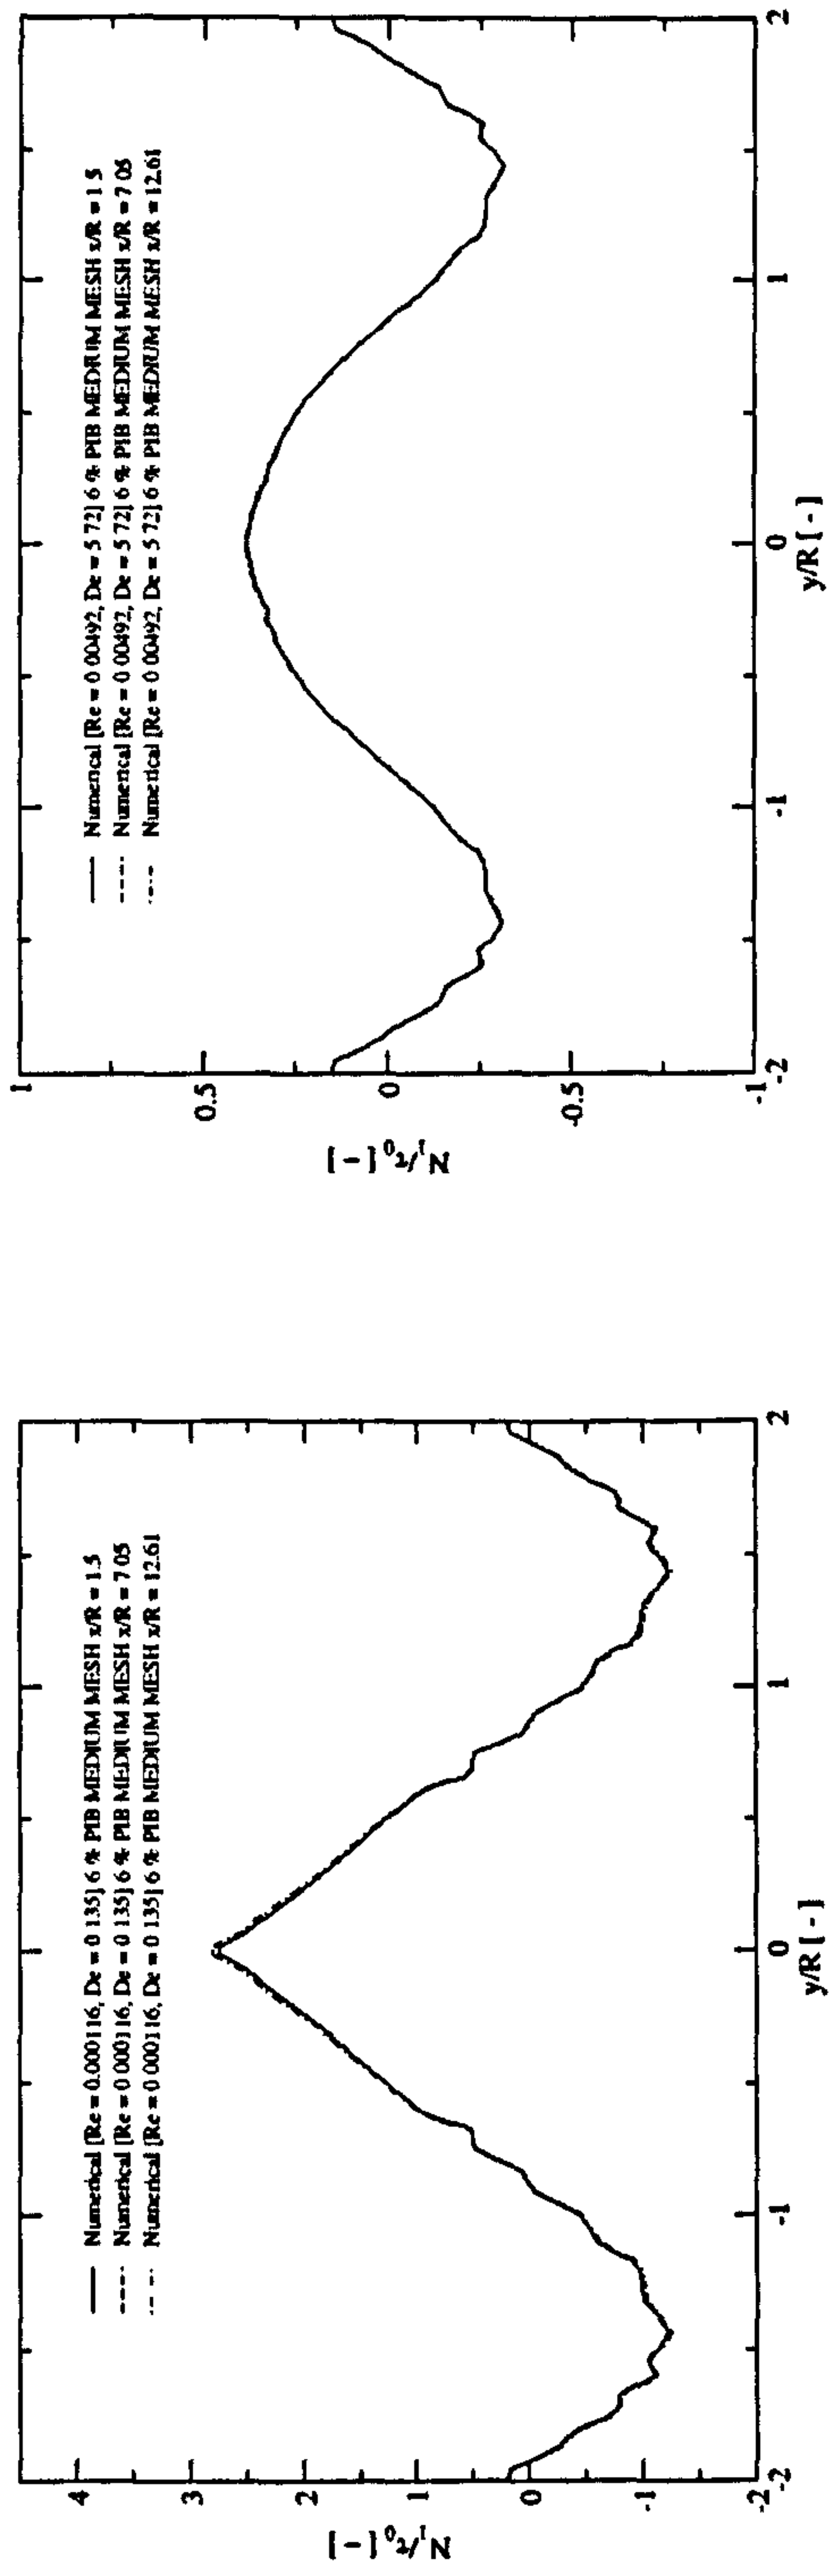 Numerical [Re = 0.000116, De = 0 135] 6 % PIB MEDIUM MESH x/R = 1.5
Numerical [Re = 0 000116, De = 0 135] 6 % PIB MEDIUM MESH x/R = 7 05
Numerical [Re = 0 000116, De = 0 135] 6 % PIB MEDIUM MESH x/R = 12.61
N₁/τ₀ [ - ]
4
3
2
1
0
-1
-2
-2
-1
0
1
2
y/R [ - ]
Numerical [Re = 0 00492, De = 5 72] 6 % PIB MEDIUM MESH x/R = 1 5
Numerical [Re = 0 00492, De = 5 72] 6 % PIB MEDIUM MESH x/R = 7 05
Numerical [Re = 0 00492, De = 5 72] 6 % PIB MEDIUM MESH x/R = 12.61
N₁/τ₀ [ - ]
1
0.5
0
-0.5
-1
-2
-1
0
1
2
y/R [ - ]